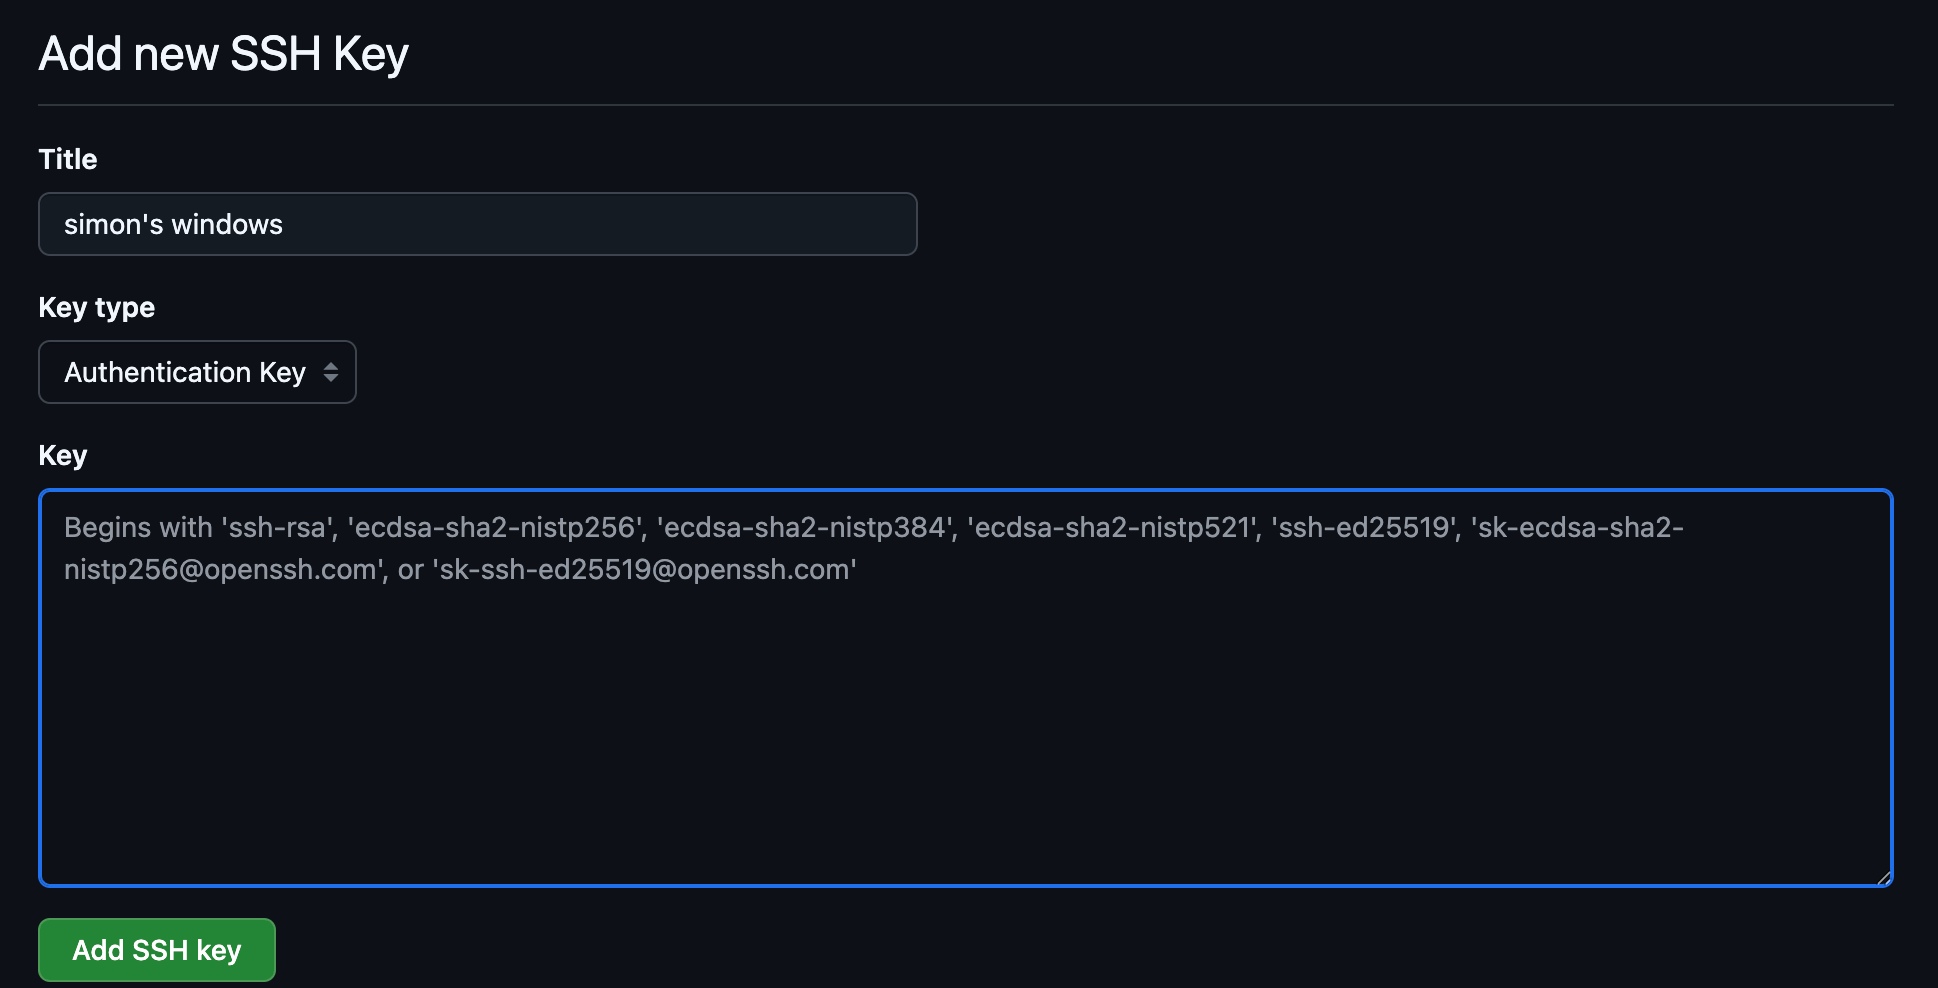 Add new SSH Key
Title
simon's windows
Key type
Authentication Key
Key
Begins with 'ssh-rsa', 'ecdsa-sha2-nistp256', 'ecdsa-sha2-nistp384', 'ecdsa-sha2-nistp521', 'ssh-ed25519', 'sk-ecdsa-sha2-
nistp256@openssh.com', or 'sk-ssh-ed25519@openssh.com'
Add SSH key